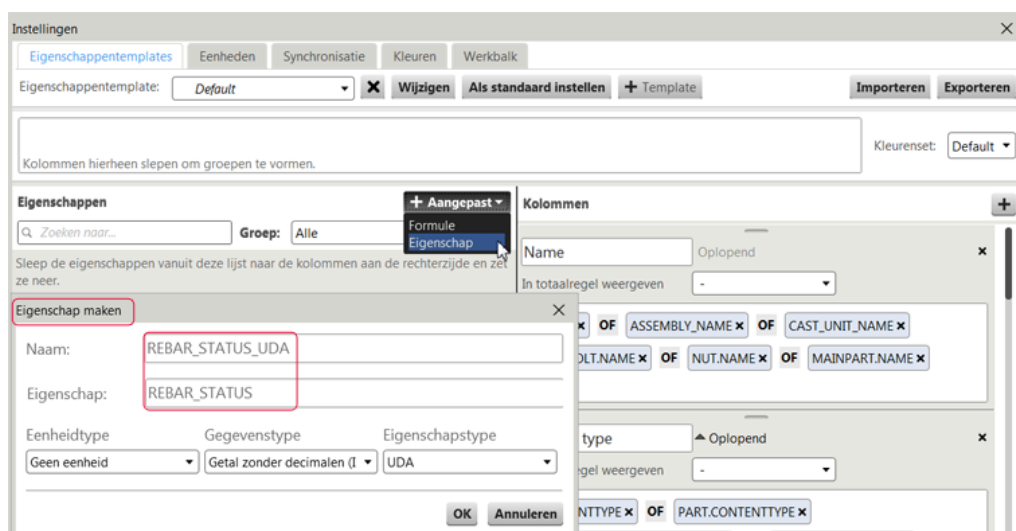 Instellingen
Eigenschappentemplates Eenheden Synchronisatie Kleuren Werkbalk
Eigenschappentemplate: Default Wijzigen Als standaard instellen + Template Importeren Exporteren
Kolommen hierheen slepen om groepen te vormen.
Kleurenset: Default
Eigenschappen + Aangepast
Zoeken naar... Groep: Alle
Formule
Eigenschap
Sleep de eigenschappen vanuit deze lijst naar de kolommen aan de rechterzijde en zet
ze neer.
Kolommen +
Name Oplopend
In totaalregel weergeven -
OF ASSEMBLY_NAME OF CAST_UNIT_NAME
OF NUT.NAME OF MAINPART.NAME
type Oplopend
weergeven -
OF PART.CONTENTTYPE
Eigenschap maken
Naam: REBAR_STATUS_UDA
Eigenschap: REBAR_STATUS
Eenheidtype Gegevenstype Eigenschapstype
Geen eenheid Getal zonder decimalen UDA
OK Annuleren